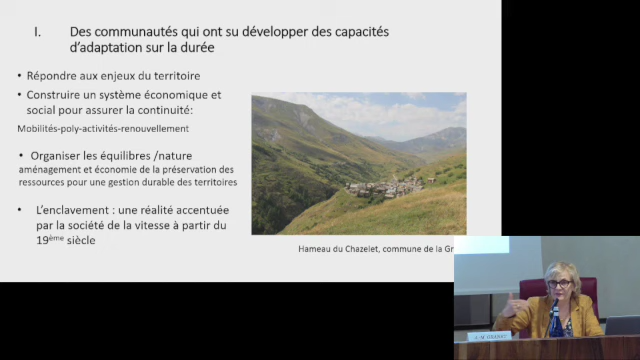 I. Des communautés qui ont su développer des capacités
d'adaptation sur la durée
• Répondre aux enjeux du territoire
• Construire un système économique et
social pour assurer la continuité:
Mobilités-poly-activités-renouvellement
• Organiser les équilibres /nature
aménagement et économie de la préservation des
ressources pour une gestion durable des territoires
• L'enclavement : une réalité accentuée
par la société de la vitesse à partir du
19ème siècle
Hameau du Chazelet, commune de la Gr